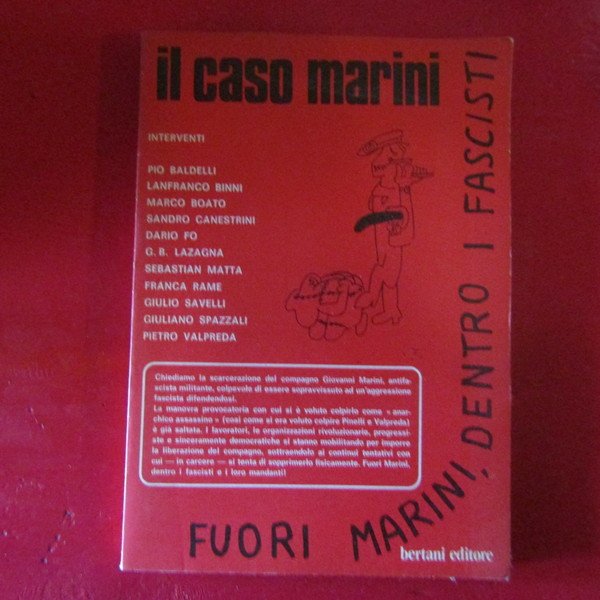 il caso marini
INTERVENTI
PIO BALDELLI
LANFRANCO BINNI
MARCO BOATO
SANDRO CANESTRINI
DARIO FO
G. B. LAZAGNA
SEBASTIAN MATTA
FRANCA RAME
GIULIO SAVELLI
GIULIANO SPAZZALI
PIETRO VALPREDA
Chiediamo la scarcerazione del compagno Giovanni Marini, antifa-
scista militante, colpevole di essere sopravvissuto ad un'aggressione
fascista difendendosi.
La manovra provocatoria con cui si è voluto colpirlo come « anar-
chico assassino » (così come si era voluto colpire Pinelli e Valpreda)
è già saltata. I lavoratori, le organizzazioni rivoluzionarie, progressi-
ste e sinceramente democratiche si stanno mobilitando per imporre
la liberazione del compagno, sottraendolo ai continui tentativi con
cui — in carcere — si tenta di sopprimerlo fisicamente. Fuori Marini,
dentro i fascisti e i loro mandanti!
FUORI MARINI, DENTRO I FASCISTI
bertani editore